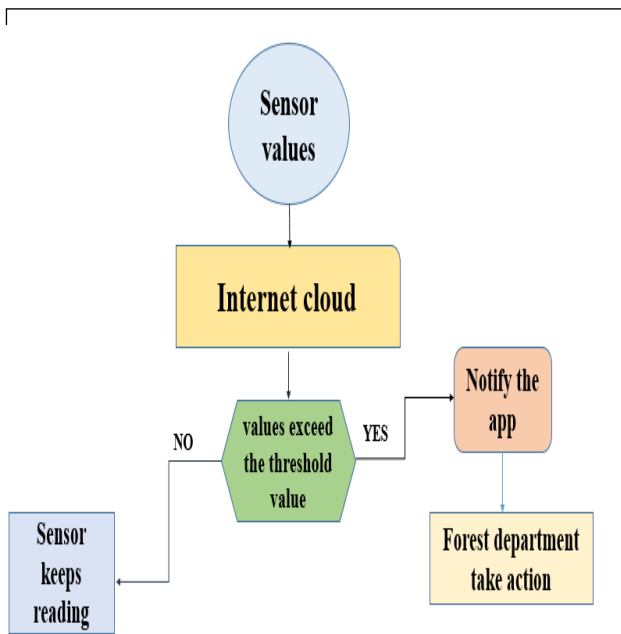 Sensor
values
Internet cloud
values exceed
the threshold
value
YES
NO
Notify the
app
Forest department
take action
Sensor
keeps
reading